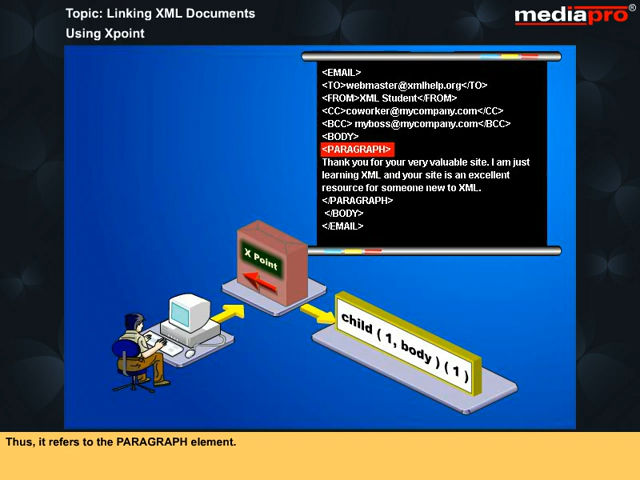 Topic: Linking XML Documents
Using Xpoint
mediapro®
<EMAIL>
<TO>webmaster@xmlhelp.org</TO>
<FROM>XML Student</FROM>
<CC>coworker@mycompany.com</CC>
<BCC> myboss@mycompany.com</BCC>
<BODY>
<PARAGRAPH>
Thank you for your very valuable site. I am just
learning XML and your site is an excellent
resource for someone new to XML.
</PARAGRAPH>
</BODY>
</EMAIL>
X Point
child ( 1, body ) ( 1 )
Thus, it refers to the PARAGRAPH element.